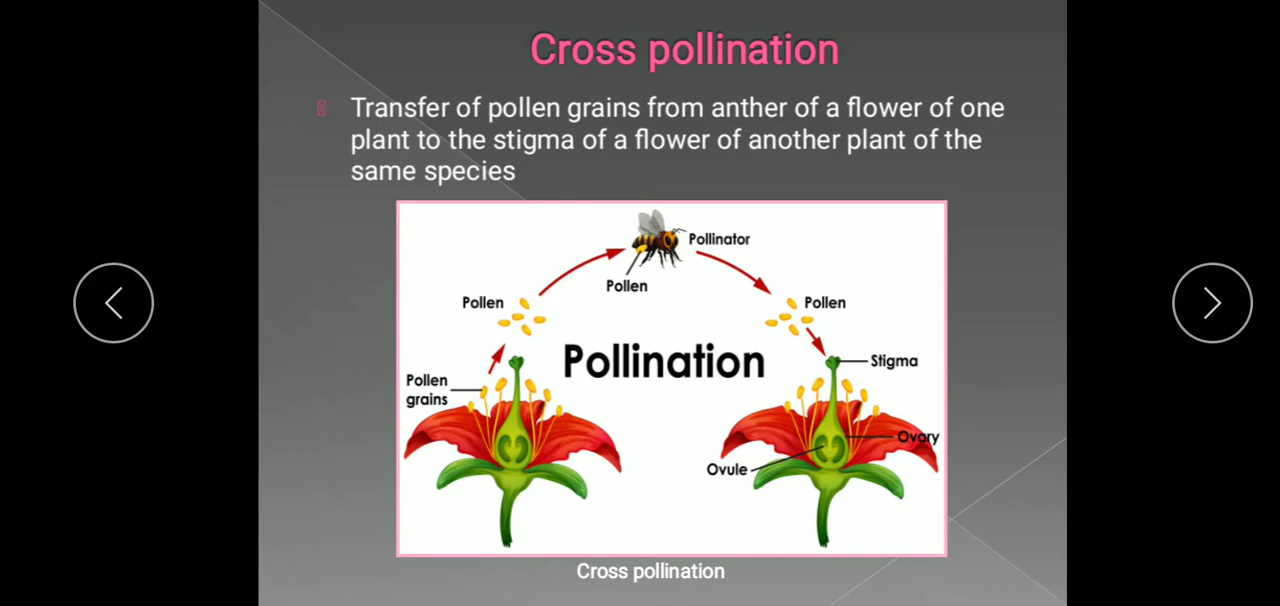 Cross pollination
Transfer of pollen grains from anther of a flower of one
plant to the stigma of a flower of another plant of the
same species
Pollinator
Pollen
Pollen
Pollen
Pollination
Stigma
Pollen
grains
Ovary
Ovule
Cross pollination